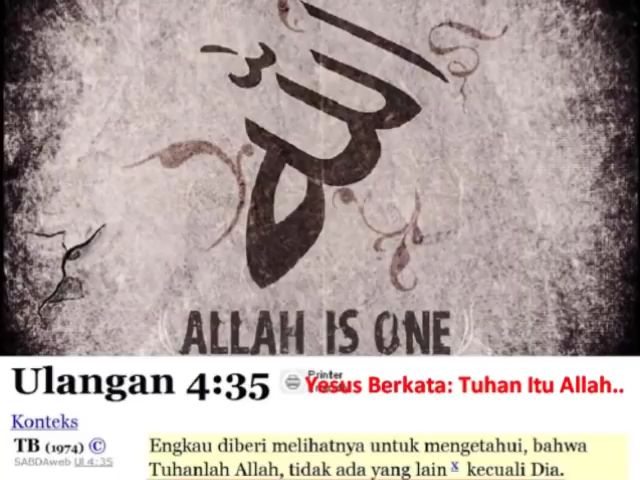 الله
ALLAH IS ONE
Ulangan 4:35
Printer
Yesus Berkata: Tuhan Itu Allah..
Konteks
TB (1974) ©
SABDAweb Ul 4:35
Engkau diberi melihatnya untuk mengetahui, bahwa
Tuhanlah Allah, tidak ada yang lain x kecuali Dia.